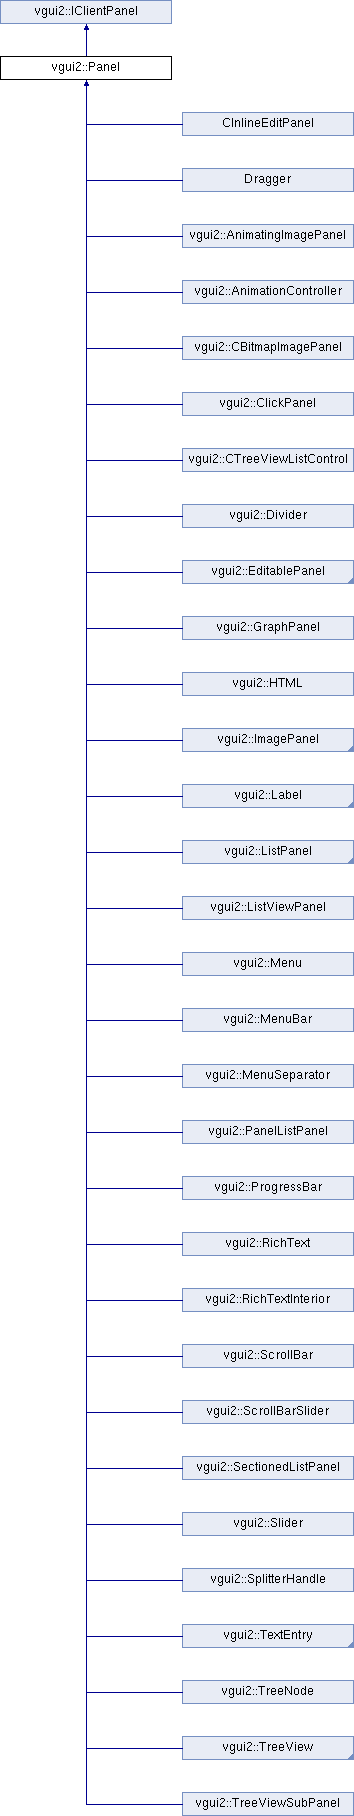 vgui2::IClientPanel
vgui2::Panel
CInlineEditPanel
Dragger
vgui2::AnimatingImagePanel
vgui2::AnimationController
vgui2::CBitmapImagePanel
vgui2::ClickPanel
vgui2::CTreeViewListControl
vgui2::Divider
vgui2::EditablePanel
vgui2::GraphPanel
vgui2::HTML
vgui2::ImagePanel
vgui2::Label
vgui2::ListPanel
vgui2::ListViewPanel
vgui2::Menu
vgui2::MenuBar
vgui2::MenuSeparator
vgui2::PanelListPanel
vgui2::ProgressBar
vgui2::RichText
vgui2::RichTextInterior
vgui2::ScrollBar
vgui2::ScrollBarSlider
vgui2::SectionedListPanel
vgui2::Slider
vgui2::SplitterHandle
vgui2::TextEntry
vgui2::TreeNode
vgui2::TreeView
vgui2::TreeViewSubPanel